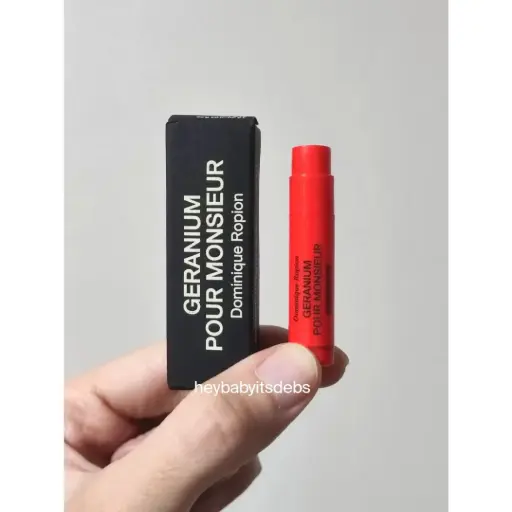 GERANIUM
POUR MONSIEUR
Dominique Ropion
Dominique Ropion
GERANIUM
POUR MONSIEUR
heybabyitsdebs